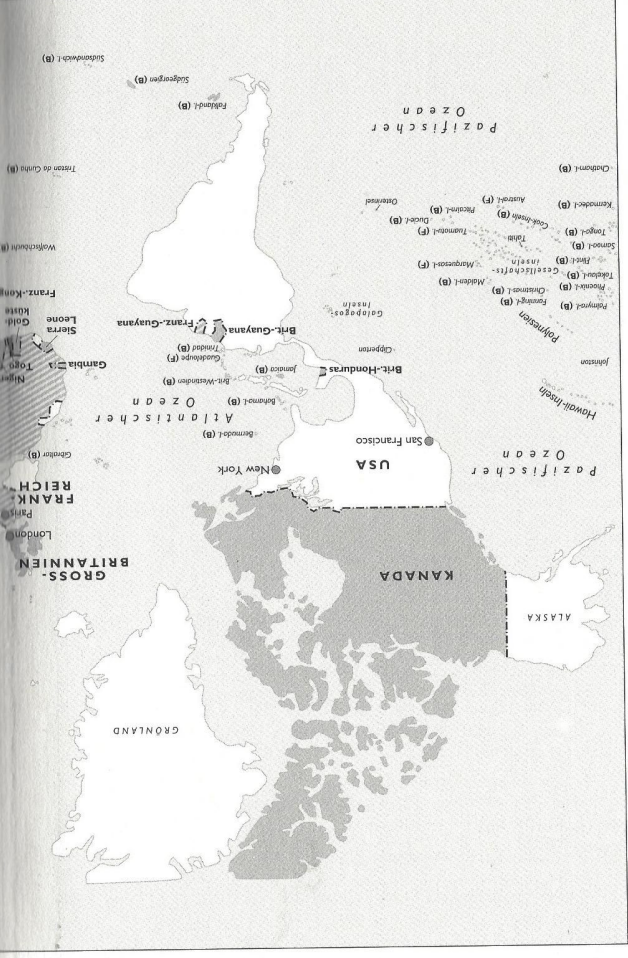 GRÖNLAND
ALASKA
KANADA
GROSS-
BRITANNIEN
London
Paris
FRANK-
REICH
USA
New York
San Francisco
Pazifischer
Ozean
Gibraltar (B)
Bermuda-I. (B)
Atlantischer
Ozean
Hawaii-Inseln
Bahama-I. (B)
Brit.-Westindien (B)
Jamaica (B)
Brit.-Honduras
Guadeloupe (F)
Gambia
Niger
Togo
Johnston
Clipperton
Trinidad (B)
Sierra
Leone
Gold-
küste
Brit.-Guayana
Franz.-Guayana
Polynesien
Galapagos-
Inseln
Franz.-Kong
Palmyra-I. (B)
Fanning-I. (B)
Phoenix-I. (B)
Christmas-I. (B)
Malden-I. (B)
Tokelau (B)
Gesellschafts-
inseln
Marquesas-I. (F)
Flint-I. (B)
Samoa (B)
Tahiti
Tonga-I. (B)
Tuamotu-I. (F)
Cook-Inseln (B)
Ducie-I. (B)
Wolfischbucht (B)
Kermadec-I. (B)
Austral-I. (F)
Pitcairn-I. (B)
Osterinsel
Chatham-I. (B)
Tristan da Cunha (B)
Pazifischer
Ozean
Falkland-I. (B)
Südgeorgien (B)
Südsandwich-I. (B)